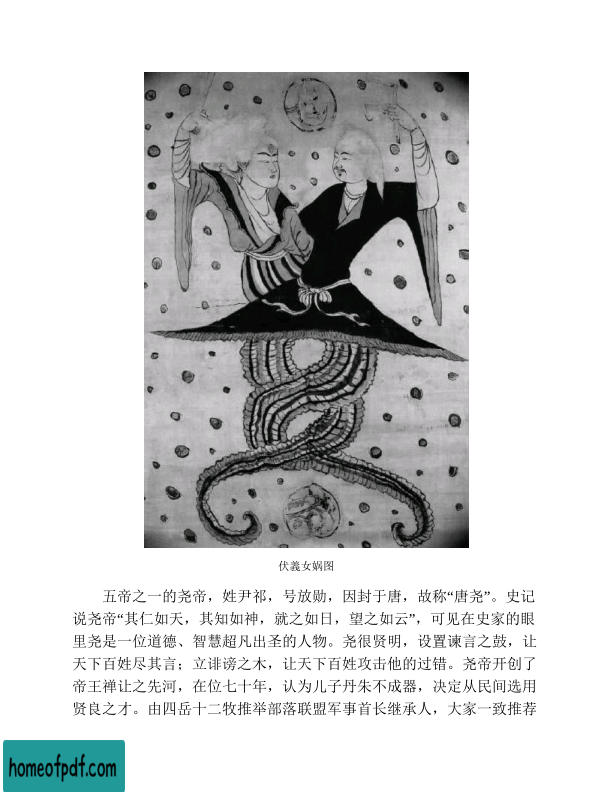 伏羲女娲图
五帝之一的尧帝，姓尹祁，号放勋，因封于唐，故称“唐尧”。史记
说尧帝“其仁如天，其知如神，就之如日，望之如云”，可见在史家的眼
里尧是一位道德、智慧超凡出圣的人物。尧很贤明，设置谏言之鼓，让
天下百姓尽其言；立诽谤之木，让天下百姓攻击他的过错。尧帝开创了
帝王禅让之先河，在位七十年，认为儿子丹朱不成器，决定从民间选用
贤良之才。由四岳十二牧推举部落联盟军事首长继承人，大家一致推荐
homeofpdf.com